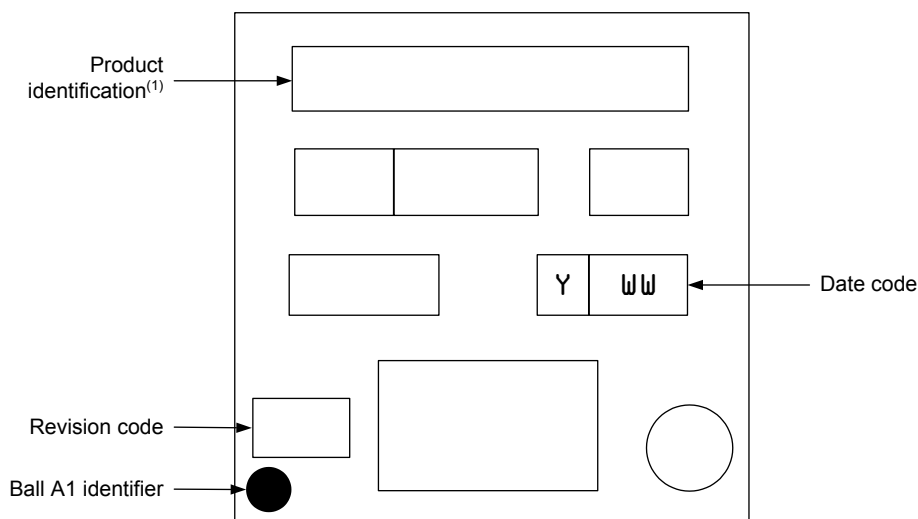 Product
identification(1)
Y WW
Date code
Revision code
Ball A1 identifier